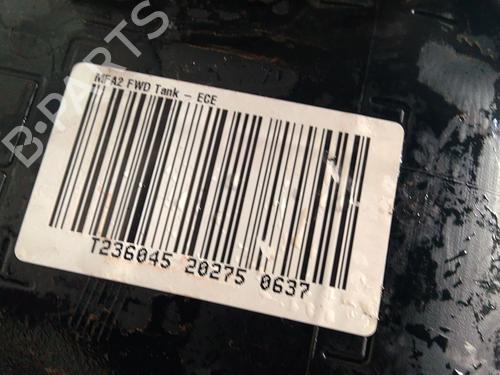 B-PARTS
MFA2 FWD Tank - ECE
T236045 20275 0637